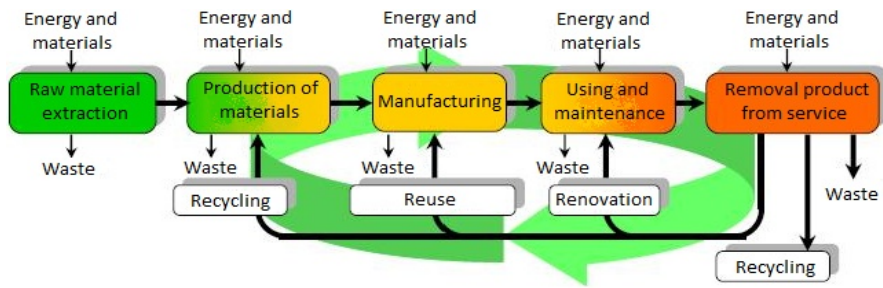 Energy and
materials
Energy and
materials
Energy and
materials
Energy and
materials
Energy and
materials
Raw material
extraction
Production of
materials
Manufacturing
Using and
maintenance
Removal product
from service
Waste
Waste
Waste
Waste
Waste
Recycling
Reuse
Renovation
Recycling